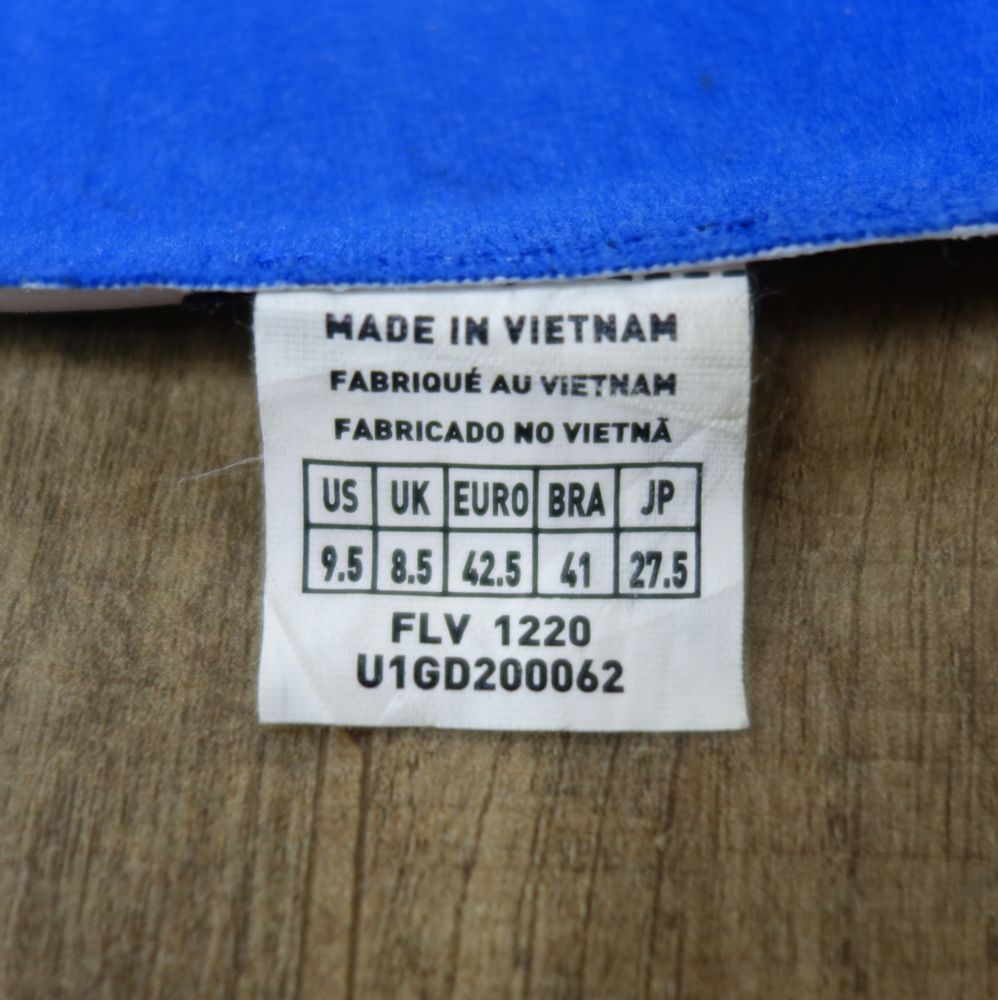 MADE IN VIETNAM
FABRIQUÉ AU VIETNAM
FABRICADO NO VIETNÃ
US UK EURO BRA JP
9.5 8.5 42.5 41 27.5
FLV 1220
U1GD200062